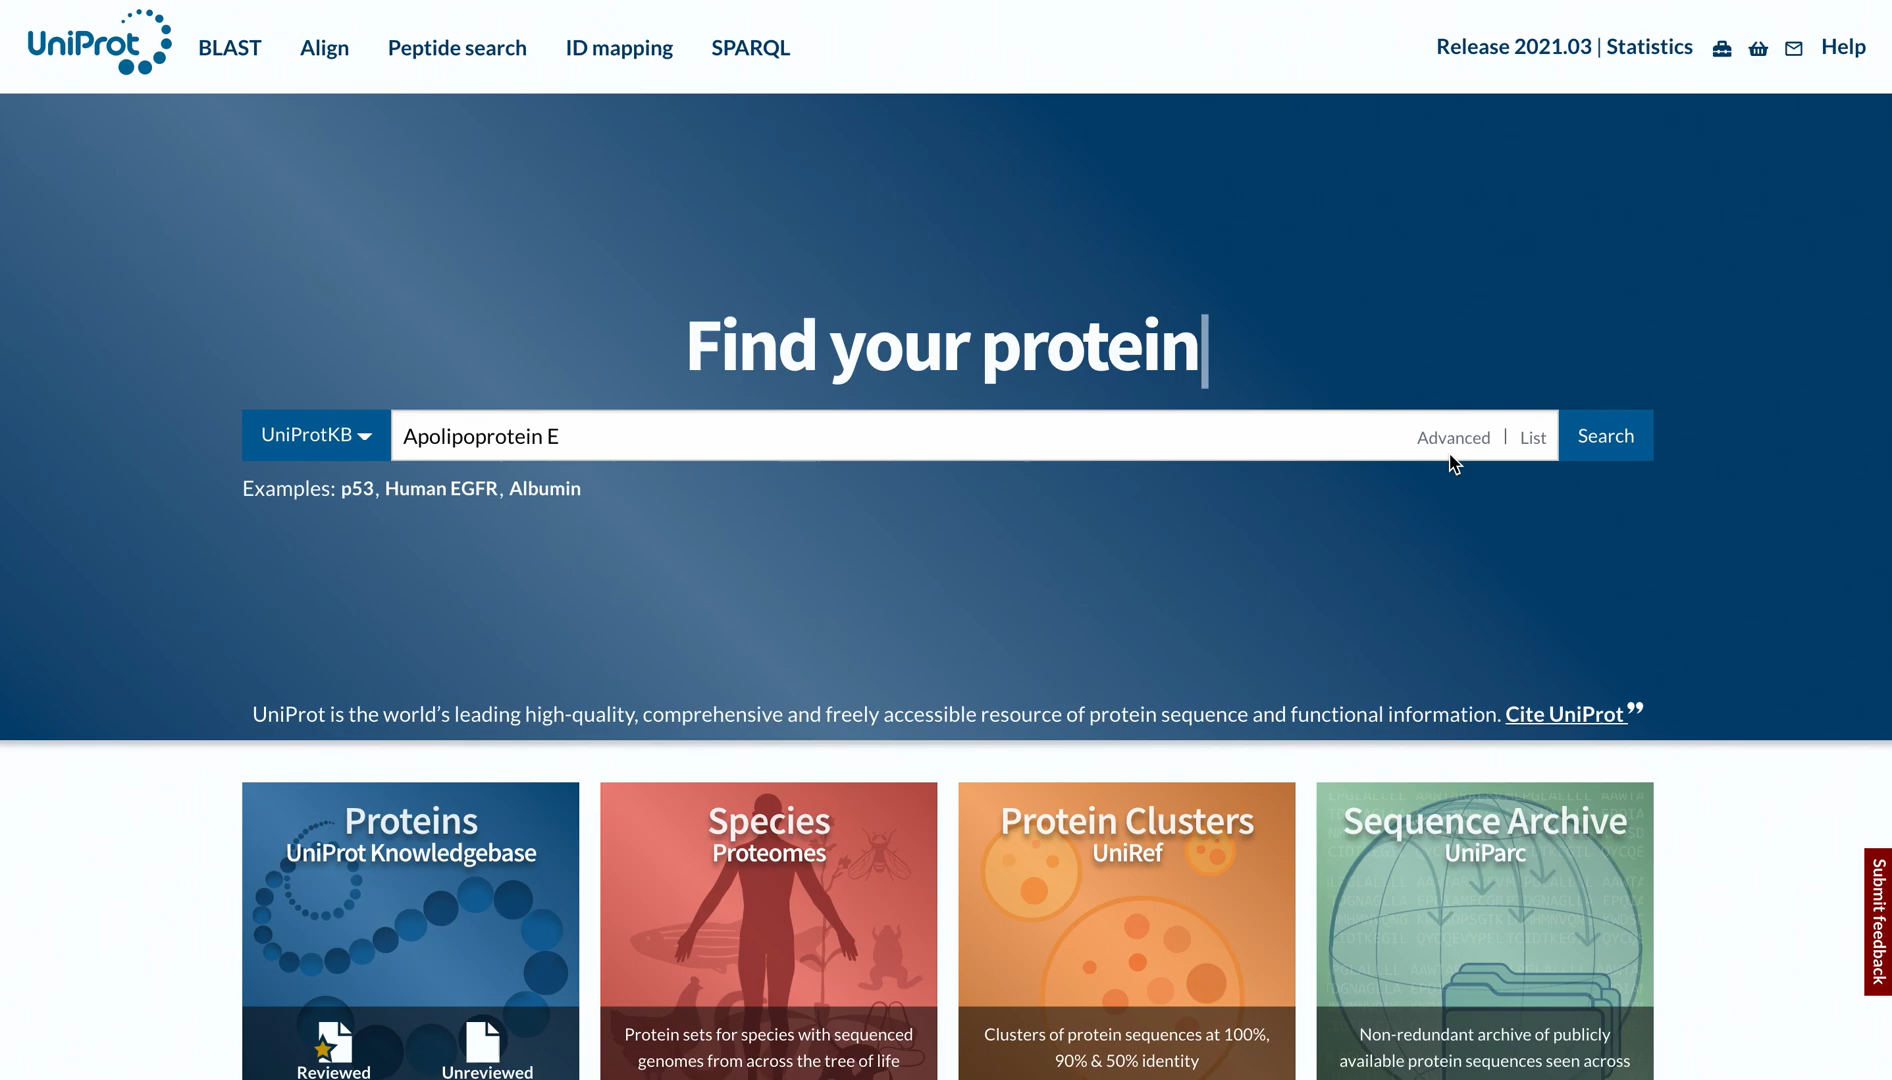 UniProt BLAST Align Peptide search ID mapping SPARQL Release 2021.03 | Statistics Help
Find your protein
UniProtKB Apolipoprotein E Advanced | List Search
Examples: p53, Human EGFR, Albumin
UniProt is the world’s leading high-quality, comprehensive and freely accessible resource of protein sequence and functional information. Cite UniProt ”
Proteins
UniProt Knowledgebase
Reviewed
Unreviewed
Species
Proteomes
Protein sets for species with sequenced
genomes from across the tree of life
Protein Clusters
UniRef
Clusters of protein sequences at 100%,
90% & 50% identity
Sequence Archive
UniParc
Non-redundant archive of publicly
available protein sequences seen across
Submit feedback